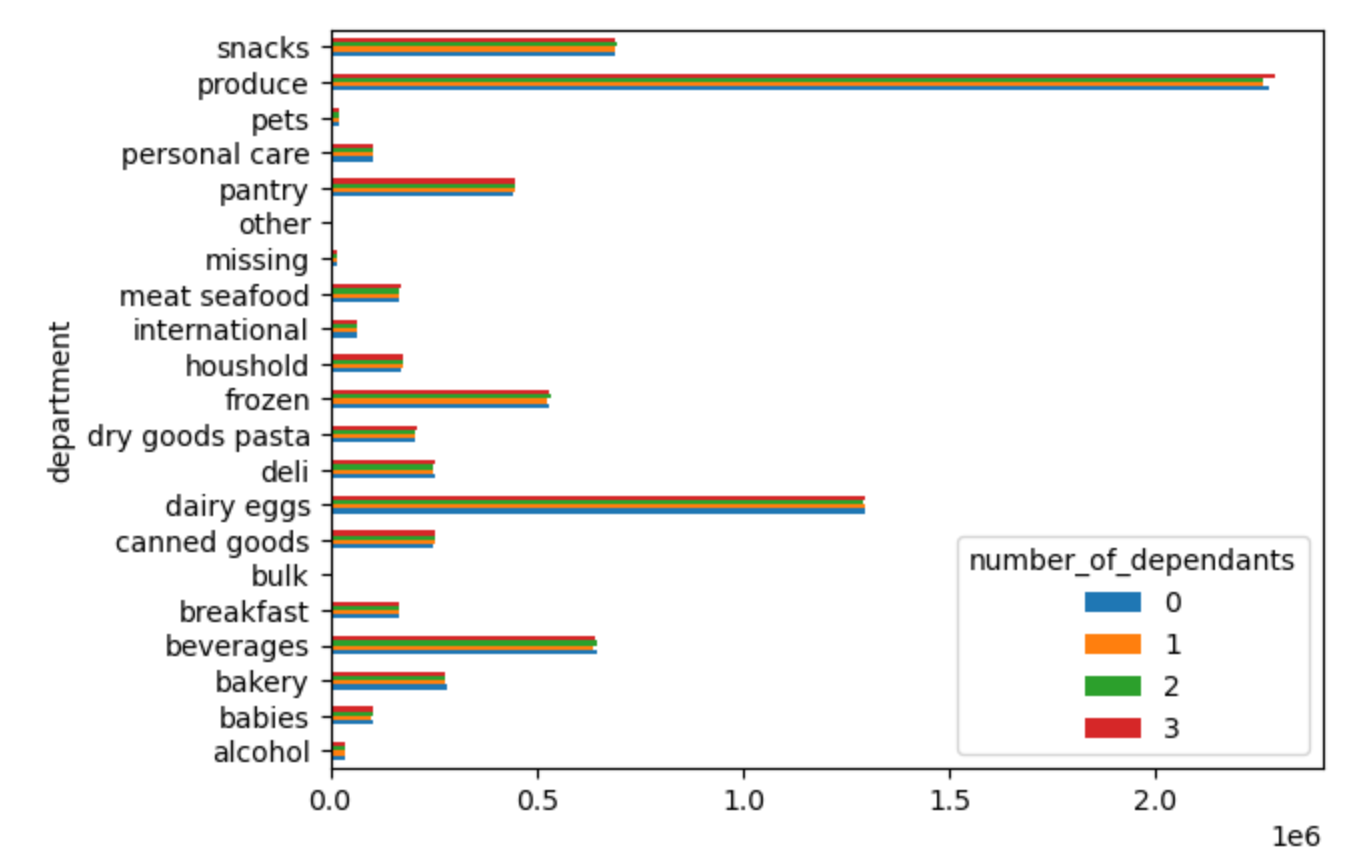 snacks
produce
pets
personal care
pantry
other
missing
meat seafood
international
houshold
frozen
dry goods pasta
deli
dairy eggs
canned goods
bulk
breakfast
beverages
bakery
babies
alcohol
department
number_of_dependants
0
1
2
3
0.0 0.5 1.0 1.5 2.0
1e6